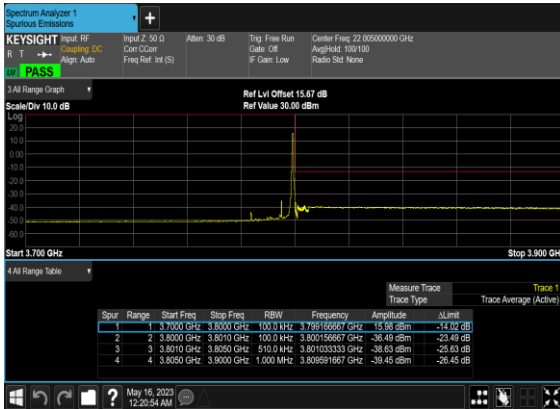 Spectrum Analyzer 1
Spurious Emissions
KEYSIGHT Input: RF Input Z: 50 Ω Atten: 30 dB Trig: Free Run Center Freq: 22.005000000 GHz
R T Coupling: DC Corr CCorr Gate: Off Avg|Hold: 100/100
Align: Auto Freq Ref: Int (S) IF Gain: Low Radio Std: None
LXI PASS
3 All Range Graph
Ref Lvl Offset 15.67 dB
Scale/Div 10.0 dB Ref Value 30.00 dBm
Log
20.0
10.0
0.00
-10.0
-20.0
-30.0
-40.0
-50.0
-60.0
Start 3.700 GHz Stop 3.900 GH
4 All Range Table
Measure Trace Trace 1
Trace Type Trace Average (Active)
Spur Range Start Freq Stop Freq RBW Frequency Amplitude ΔLimit
1 1 3.7000 GHz 3.8000 GHz 100.0 kHz 3.799166667 GHz 15.98 dBm -14.02 dB
2 2 3.8000 GHz 3.8010 GHz 100.0 kHz 3.800156667 GHz -36.49 dBm -23.49 dB
3 3 3.8010 GHz 3.8050 GHz 510.0 kHz 3.801033333 GHz -38.63 dBm -25.63 dB
4 4 3.8050 GHz 3.9000 GHz 1.000 MHz 3.809591667 GHz -39.45 dBm -26.45 dB
May 16, 2023
12:20:54 AM